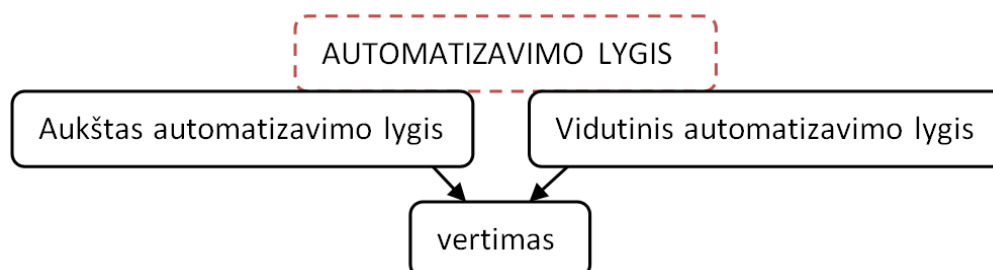 AUTOMATIZAVIMO LYGIS
Aukštas automatizavimo lygis
Vidutinis automatizavimo lygis
vertimas